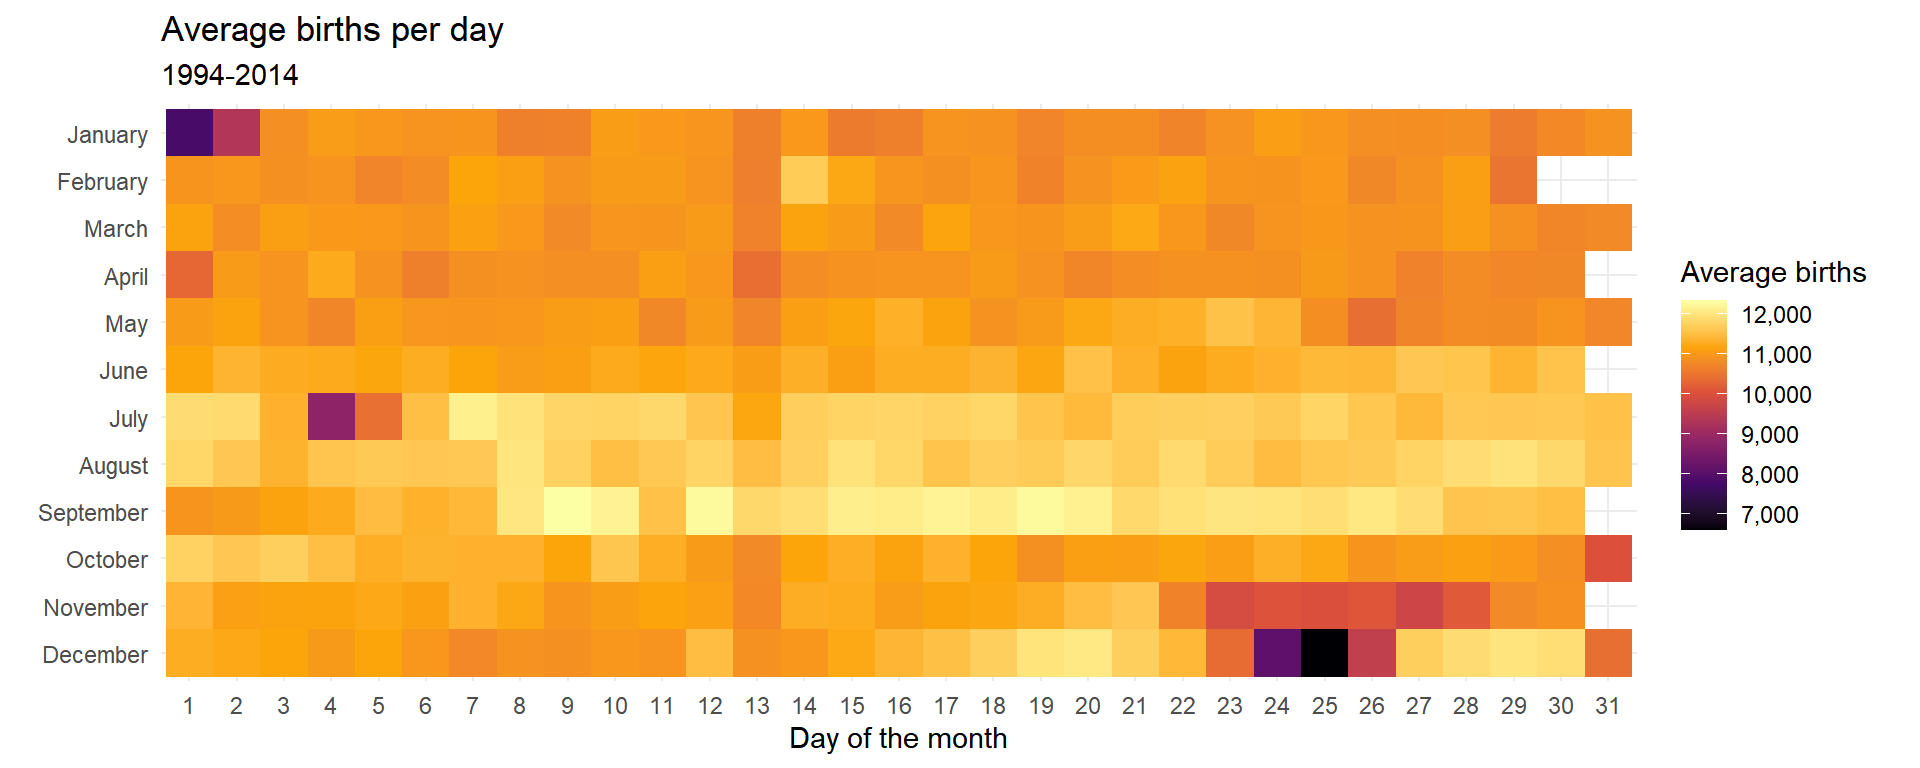 Average births per day
1994-2014
January
February
March
April
May
June
July
August
September
October
November
December
1 2 3 4 5 6 7 8 9 10 11 12 13 14 15 16 17 18 19 20 21 22 23 24 25 26 27 28 29 30 31
Day of the month
Average births
12,000
11,000
10,000
9,000
8,000
7,000